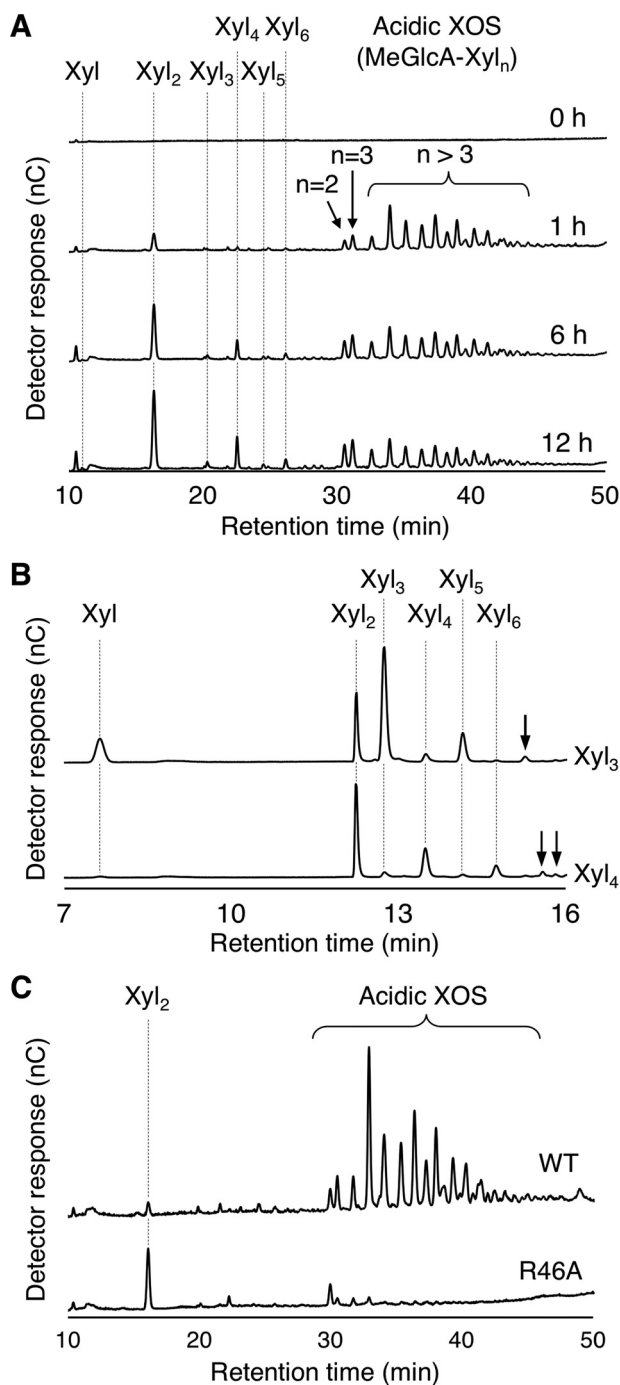 A
Xyl₄ Xyl₆
Acidic XOS
(MeGlcA-Xylₙ)
Xyl Xyl₂ Xyl₃ Xyl₅
0 h
n=3 n > 3
n=2
1 h
6 h
12 h
Detector response (nC)
10 20 30 40 50
Retention time (min)
B
Xyl₃ Xyl₅
Xyl Xyl₂ Xyl₄ Xyl₆
Xyl₃
Xyl₄
Detector response (nC)
7 10 13 16
Retention time (min)
C
Xyl₂ Acidic XOS
WT
R46A
Detector response (nC)
10 20 30 40 50
Retention time (min)